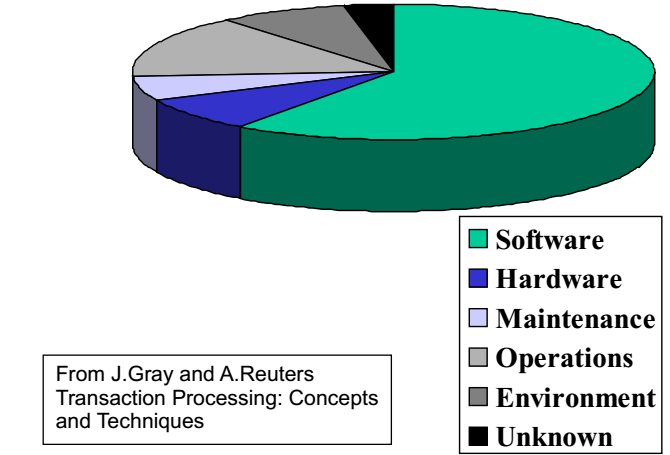 Software
Hardware
Maintenance
Operations
Environment
Unknown
From J.Gray and A.Reuters
Transaction Processing: Concepts
and Techniques